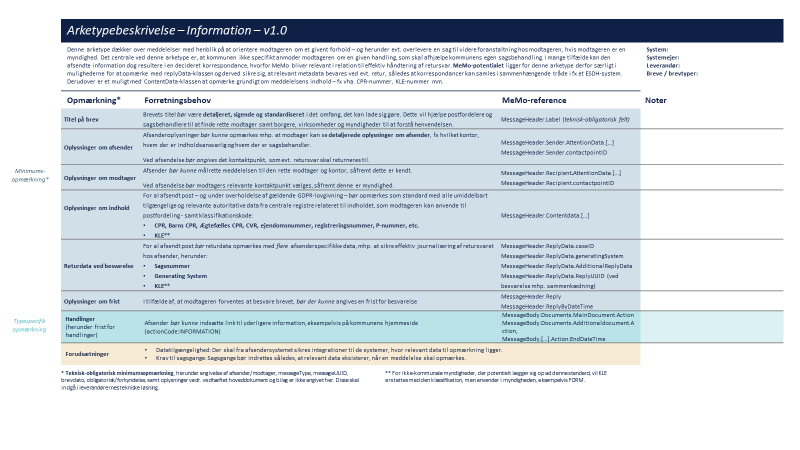 Arketypebeskrivelse – Information – v1.0
Denne arketype dækker over meddelelser med henblik på at orientere modtageren om et givent forhold – og herunder evt. overlevere en sag til videre foranstaltning hos modtageren, hvis modtageren er en
myndighed. Det centrale ved denne arketype er, at kommunen ikke specifikt anmoder modtageren om en given handling, som skal afhjælpe kommunens egen sagsbehandling. I mange tilfælde kan den
afsendte information dog resultere i en decideret korrespondance, hvorfor MeMo bliver relevant i relation til effektiv håndtering af retursvar. MeMo-potentialet ligger for denne arketype derfor særligt i
mulighederne for at opmærke med replyData-klassen og derved sikre sig, at relevant metadata bevares ved evt. retur, således at korrespondancer kan samles i sammenhængende tråde i fx et ESDH-system.
Derudover er et muligt med ContentData-klassen at opmærke grundigt om meddelelsens indhold – fx vha. CPR-nummer, KLE-nummer mm.
System:
Systemejer:
Leverandør:
Breve / brevtyper:
Opmærkning* Forretningsbehov MeMo-reference Noter
Minimums-
opmærkning*
Titel på brev
Brevets titel bør være detaljeret, sigende og standardiseret i det omfang, det kan lade sig gøre. Dette vil hjælpe postfordelere og
sagsbehandlere til at finde rette modtager samt borgere, virksomheder og myndigheder til at forstå henvendelsen.
MessageHeader.Label (teknisk-obligatorisk felt)
Oplysninger om afsender
Afsenderoplysninger bør kunne opmærkes mhp. at modtager kan se detaljerede oplysninger om afsender, fs hvilket kontor,
hvem der er indholdsansvarlig og hvem der er sagsbehandler.
Ved afsendelse bør angives det kontaktpunkt, som evt. retursvar skal returneres til.
MessageHeader.Sender.AttentionData.[...]
MessageHeader.Sender.contactpointID
Oplysninger om modtager
Afsender bør kunne målrette meddelelsen til den rette modtager og kontor, såfremt dette er kendt.
Ved afsendelse bør modtagers relevante kontaktpunkt vælges, såfremt denne er myndighed.
MessageHeader.Recipient.AttentionData.[...]
MessageHeader.Recipient.contactpointID
Oplysninger om indhold
For al afsendt post – og under overholdelse af gældende GDPR-lovgivning – bør opmærkes som standard med alle umiddelbart
tilgængelige og relevante autoritative data fra centrale registre relateret til indholdet, som modtageren kan anvende til
postfordeling - samt klassifikationskode:
• CPR, Børns CPR, Ægtefælles CPR, CVR, ejendomsnummer, registreringsnummer, P-nummer, etc.
• KLE**
MessageHeader.Contentdata.[...]
Returdata ved besvarelse
For al afsendt post bør returdata opmærkes med flere afsenderspecifikke data, mhp. at sikre effektiv journalisering af retursvaret
hos afsender, herunder:
• Sagsnummer
• Generating System
• KLE**
MessageHeader.ReplyData.caseID
MessageHeader.ReplyData.generatingSystem
MessageHeader.ReplyData.AdditionalReplyData
MessageHeader.ReplyData.ReplyUUID (ved
besvarelse mhp. sammenkædning)
Oplysninger om frist
I tilfælde af, at modtageren forventes at besvare brevet, bør der kunne angives en frist for besvarelse
MessageHeader.Reply
MessageHeader.ReplyByDateTime
Typespecifik
opmærkning
Handlinger
(herunder frist for
handlinger)
Afsender bør kunne indsætte link til yderligere information, eksempelvis på kommunens hjemmeside
(actionCode:INFORMATION)
MessageBody.Documents.MainDocument.Action
MessageBody.Documents.Additionaldocument.A
ction,
MessageBody.[...].Action.EndDateTime
Forudsætninger
• Datatilgængelighed: Der skal fra afsendersystemet sikres integrationer til de systemer, hvor relevant data til opmærkning ligger.
• Krav til sagsgange: Sagsgange bør indrettes således, at relevant data eksisterer, når en meddelelse skal opmærkes.
* Teknisk-obligatorisk minimumsopmærkning, herunder angivelse af afsender/modtager, messageType, messageUUID,
brevdato, obligatorisk/forkyndelse, samt oplysninger vedr. vedhæftet hoveddokument og bilag er ikke angivet her. Disse skal
indgå i leverandørernes tekniske løsning.
** For ikke-kommunale myndigheder, der potentielt lægger sig op ad denne standard, vil KLE
erstattes med den klassifikation, man anvender i myndigheden, eksempelvis FORM.